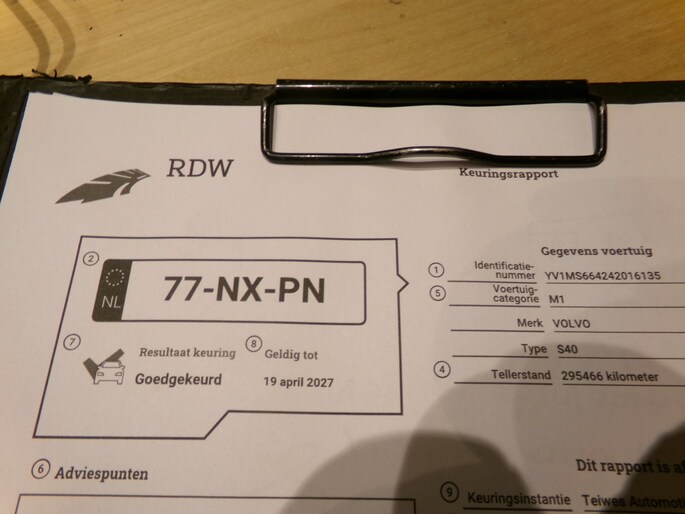 RDW
Keuringsrapport
2
NL 77-NX-PN
7 Resultaat keuring
Goedgekeurd
8 Geldig tot
19 april 2027
Gegevens voertuig
1 Identificatie-
nummer YV1MS664242016135
5 Voertuig-
categorie M1
Merk VOLVO
Type S40
4 Tellerstand 295466 kilometer
6 Adviespunten
Dit rapport is
9 Keuringsinstantie Teiwes